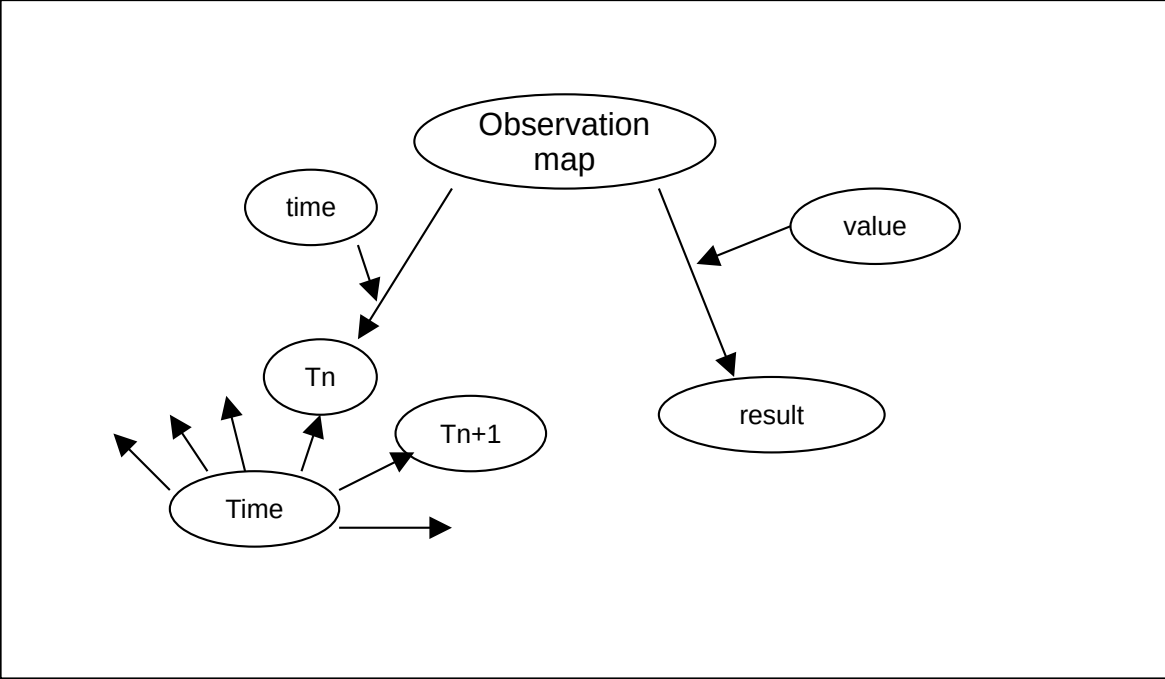 Observation
map
time
value
Tn
result
Tn+1
Time